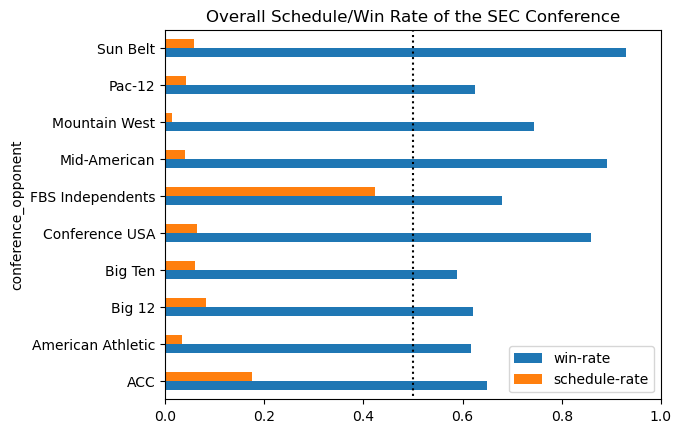 Overall Schedule/Win Rate of the SEC Conference
conference_opponent
Sun Belt
Pac-12
Mountain West
Mid-American
FBS Independents
Conference USA
Big Ten
Big 12
American Athletic
ACC
win-rate
schedule-rate
0.0 0.2 0.4 0.6 0.8 1.0